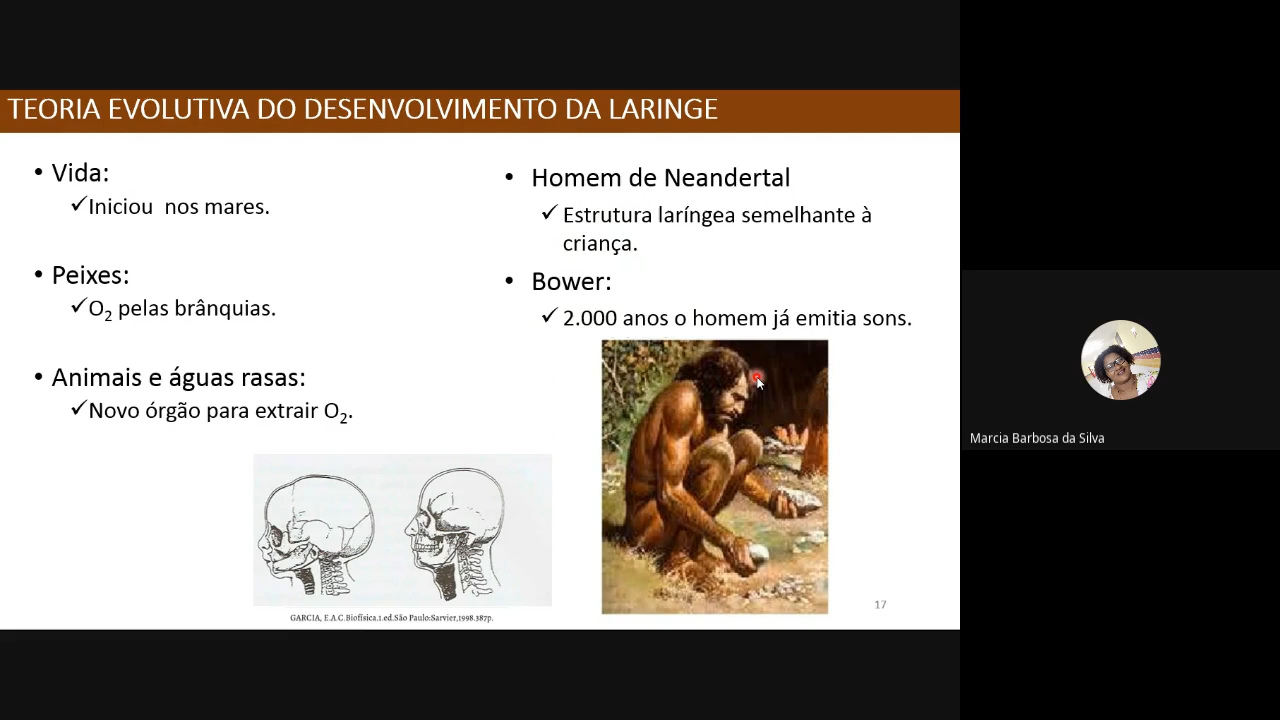 TEORIA EVOLUTIVA DO DESENVOLVIMENTO DA LARINGE
• Vida:
✓Iniciou  nos mares.
• Peixes:
✓O₂ pelas brânquias.
• Animais e águas rasas:
✓Novo órgão para extrair O₂.
• Homem de Neandertal
✓Estrutura laríngea semelhante à
criança.
• Bower:
✓2.000 anos o homem já emitia sons.
GARCIA, E.A.C.Biofísica.1.ed.São Paulo:Sarvier,1998.387p.
17
Marcia Barbosa da Silva